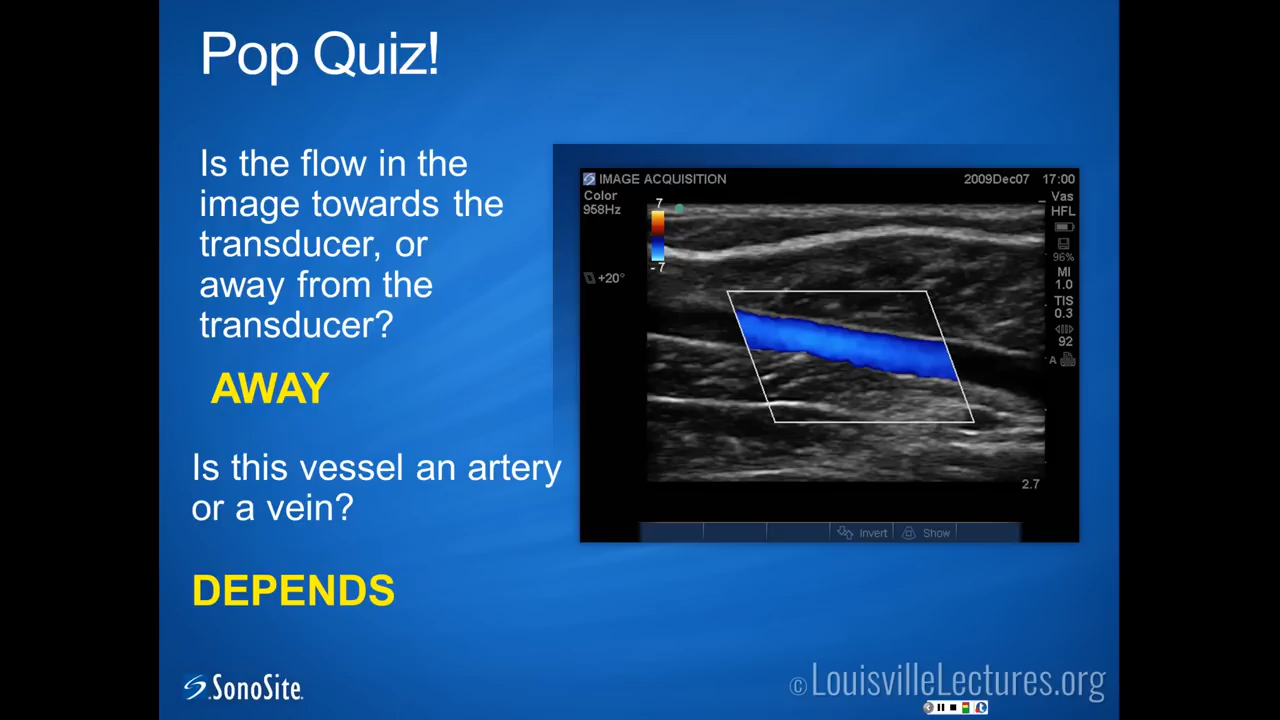 Pop Quiz!
Is the flow in the
image towards the
transducer, or
away from the
transducer?
AWAY
Is this vessel an artery
or a vein?
DEPENDS
IMAGE ACQUISITION
2009Dec07 17:00
Color
958Hz
7
-7
+20°
Vas
HFL
96%
MI
1.0
TIS
0.3
92
A
2.7
Invert
Show
SonoSite
© LouisvilleLectures.org